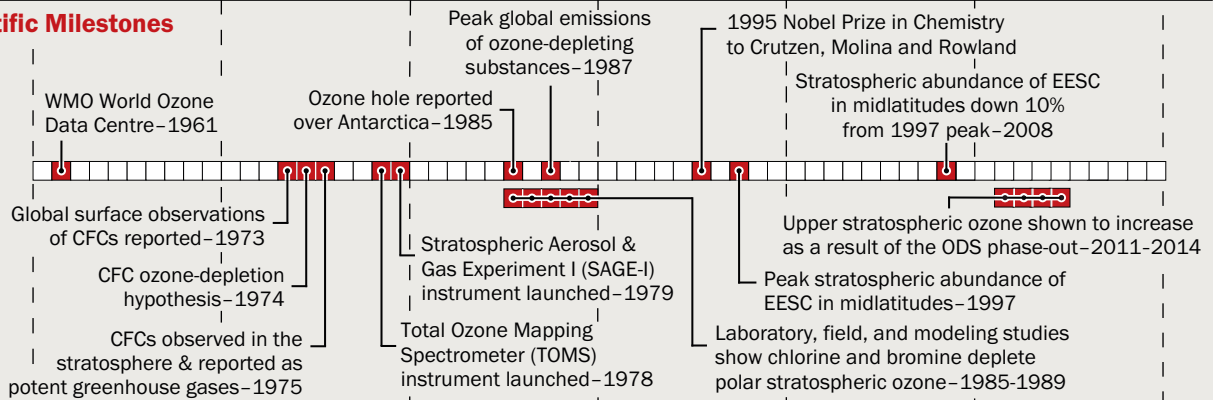 tific Milestones
WMO World Ozone
Data Centre–1961
Ozone hole reported
over Antarctica–1985
Peak global emissions
of ozone-depleting
substances–1987
1995 Nobel Prize in Chemistry
to Crutzen, Molina and Rowland
Stratospheric abundance of EESC
in midlatitudes down 10%
from 1997 peak–2008
Global surface observations
of CFCs reported–1973
CFC ozone-depletion
hypothesis–1974
CFCs observed in the
stratosphere & reported as
potent greenhouse gases–1975
Stratospheric Aerosol &
Gas Experiment I (SAGE-I)
instrument launched–1979
Total Ozone Mapping
Spectrometer (TOMS)
instrument launched–1978
Upper stratospheric ozone shown to increase
as a result of the ODS phase-out–2011-2014
Peak stratospheric abundance of
EESC in midlatitudes–1997
Laboratory, field, and modeling studies
show chlorine and bromine deplete
polar stratospheric ozone–1985-1989